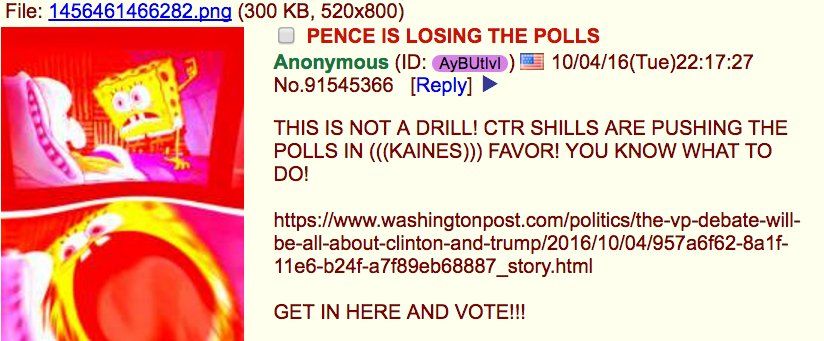 File: 1456461466282.png (300 KB, 520x800)
PENCE IS LOSING THE POLLS
Anonymous (ID: AyBUtlvI) 10/04/16(Tue)22:17:27
No.91545366 [Reply] ▶
THIS IS NOT A DRILL! CTR SHILLS ARE PUSHING THE
POLLS IN (((KAINES))) FAVOR! YOU KNOW WHAT TO
DO!
https://www.washingtonpost.com/politics/the-vp-debate-will-
be-all-about-clinton-and-trump/2016/10/04/957a6f62-8a1f-
11e6-b24f-a7f89eb68887_story.html
GET IN HERE AND VOTE!!!